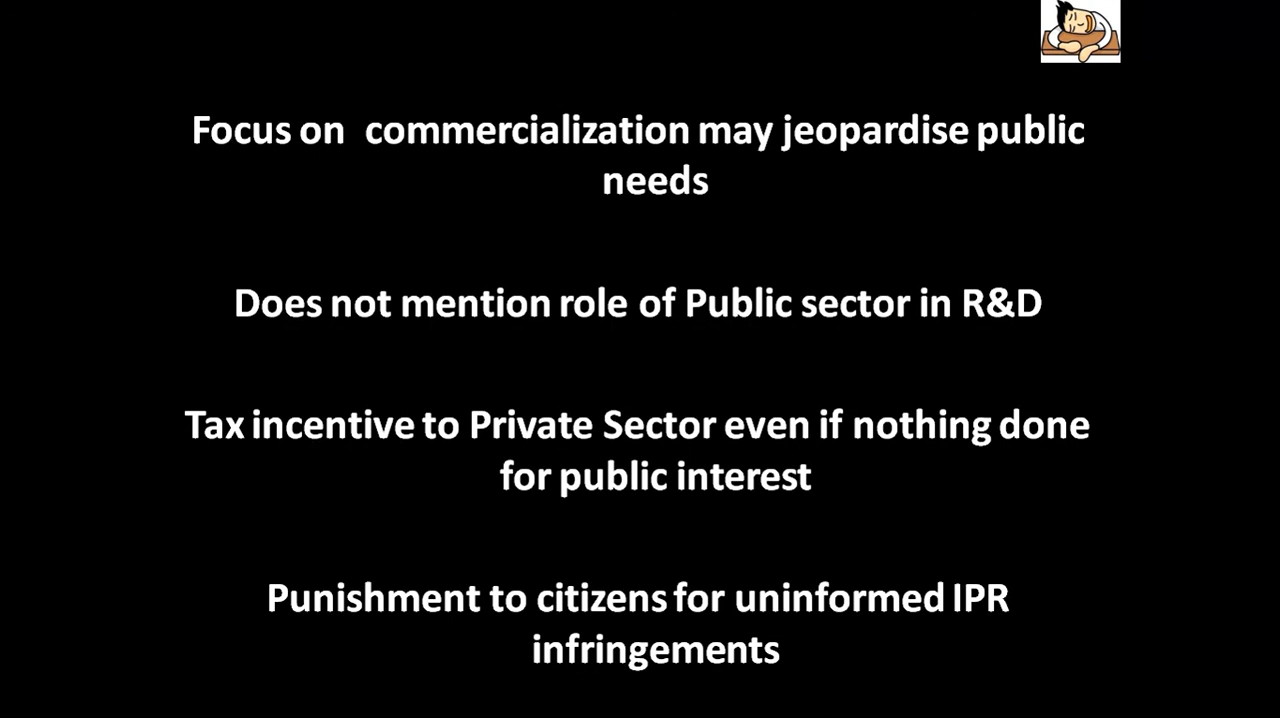 Focus on commercialization may jeopardise public
needs
Does not mention role of Public sector in R&D
Tax incentive to Private Sector even if nothing done
for public interest
Punishment to citizens for uninformed IPR
infringements